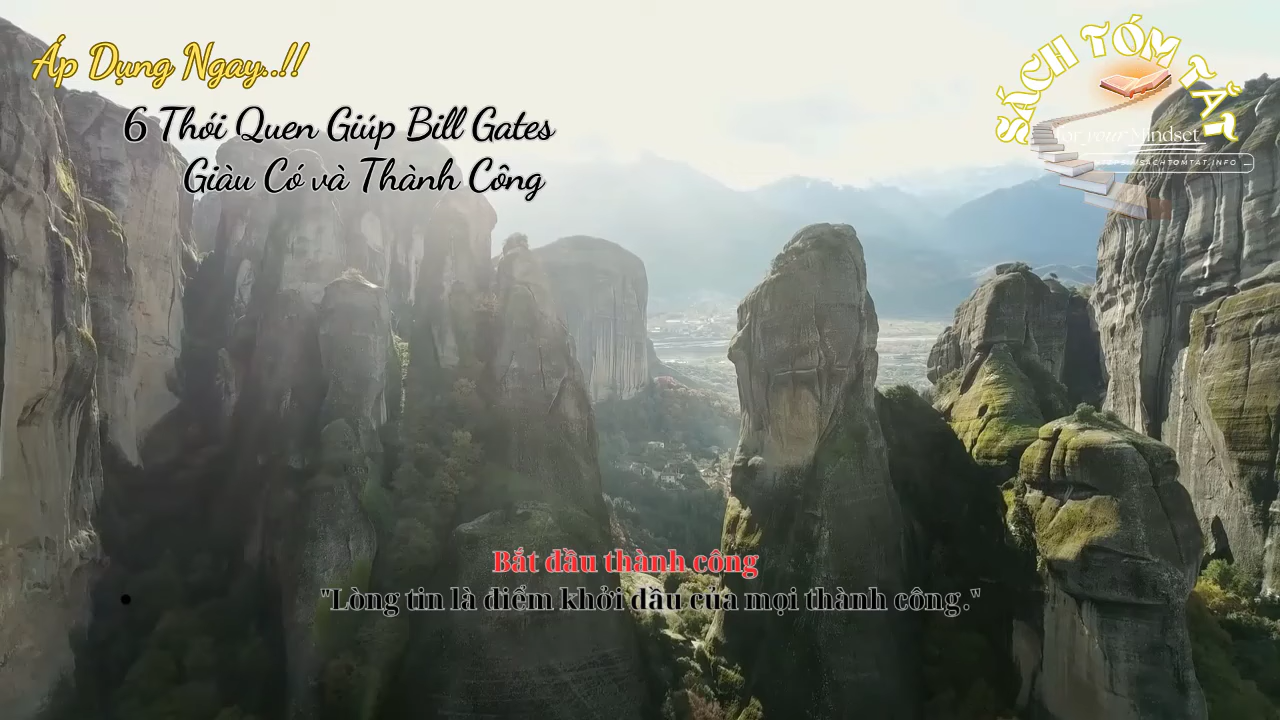 Áp Dụng Ngay..!!
6 Thói Quen Giúp Bill Gates
Giàu Có và Thành Công
SÁCH TÓM TẮT
for your Mindset
SACHTOMTAT.INFO
Bắt đầu thành công
"Lòng tin là điểm khởi đầu của mọi thành công."